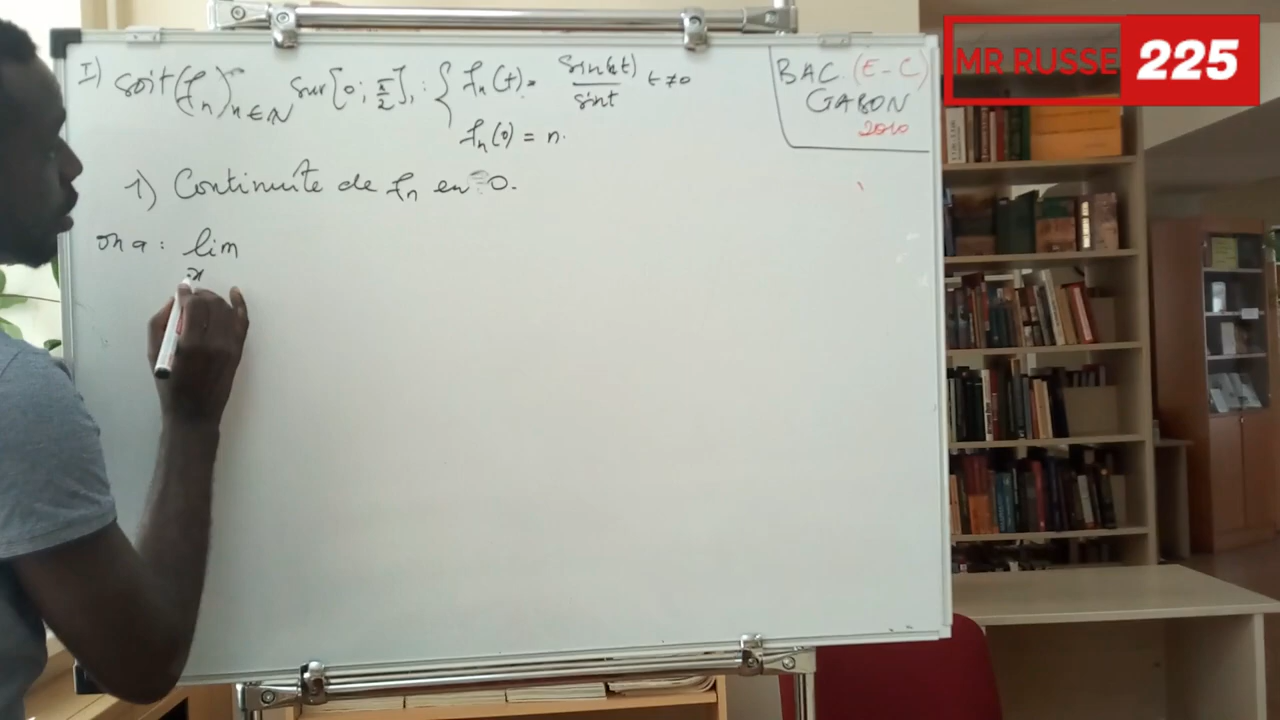 I) soit (fₙ)ₙ∈ℕ sur [0; π/2], : { fₙ(t) = sin(nt)/sint t≠0
fₙ(0) = n.
BAC (E-C)
GABON
2010
MR RUSSE 225
1) Continuité de fₙ en 0.
on a : lim
x